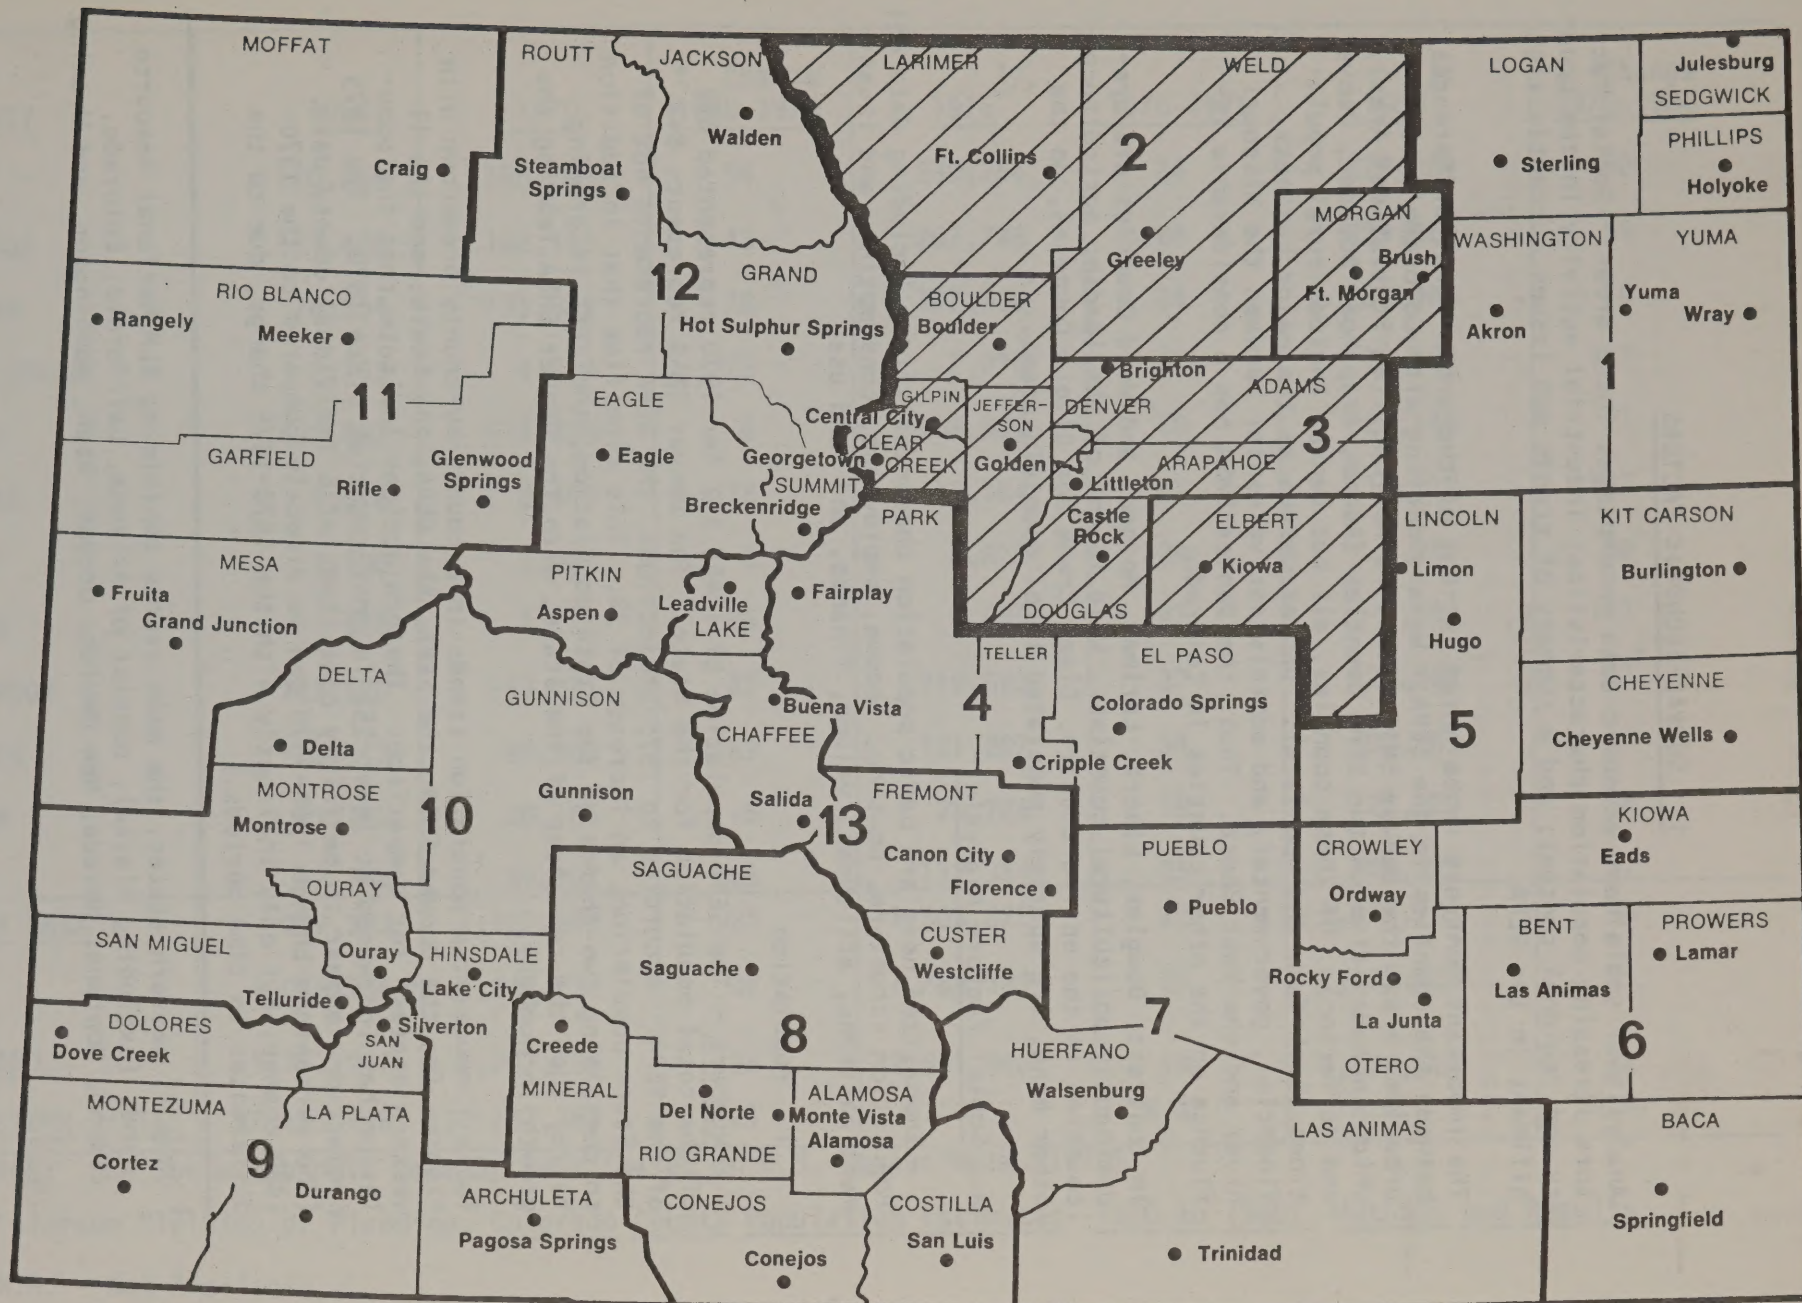 MOFFAT
ROUTT
JACKSON
LARIMER
WELD
LOGAN
Julesburg
SEDGWICK
Walden
Craig
Steamboat
Springs
Ft. Collins
2
Sterling
PHILLIPS
Holyoke
MORGAN
WASHINGTON
YUMA
12
GRAND
Greeley
Brush
Ft. Morgan
RIO BLANCO
Rangely
Meeker
Hot Sulphur Springs
BOULDER
Boulder
Akron
Yuma
Wray
1
11
EAGLE
GILPIN
Central City
JEFFER-
SON
DENVER
Brighton
ADAMS
3
GARFIELD
Rifle
Glenwood
Springs
Eagle
Georgetown
CLEAR
CREEK
Golden
ARAPAHOE
Littleton
SUMMIT
Breckenridge
PARK
Castle
Rock
ELBERT
LINCOLN
KIT CARSON
MESA
Fruita
Grand Junction
PITKIN
Aspen
Leadville
LAKE
Fairplay
Kiowa
Limon
Burlington
DOUGLAS
Hugo
DELTA
GUNNISON
TELLER
EL PASO
CHEYENNE
Delta
Buena Vista
CHAFFEE
4
Colorado Springs
5
Cheyenne Wells
Cripple Creek
MONTROSE
Montrose
10
Gunnison
Salida
13
FREMONT
Canon City
Florence
PUEBLO
Pueblo
CROWLEY
Ordway
KIOWA
Eads
SAGUACHE
OURAY
Ouray
SAN MIGUEL
Telluride
HINSDALE
Lake City
Saguache
CUSTER
Westcliffe
Rocky Ford
La Junta
OTERO
BENT
Las Animas
PROWERS
Lamar
6
DOLORES
Dove Creek
Silverton
SAN
JUAN
Creede
MINERAL
8
HUERFANO
Walsenburg
7
MONTEZUMA
Cortez
LA PLATA
9
Durango
Del Norte
RIO GRANDE
ALAMOSA
Monte Vista
Alamosa
LAS ANIMAS
BACA
ARCHULETA
Pagosa Springs
CONEJOS
Conejos
COSTILLA
San Luis
Trinidad
Springfield